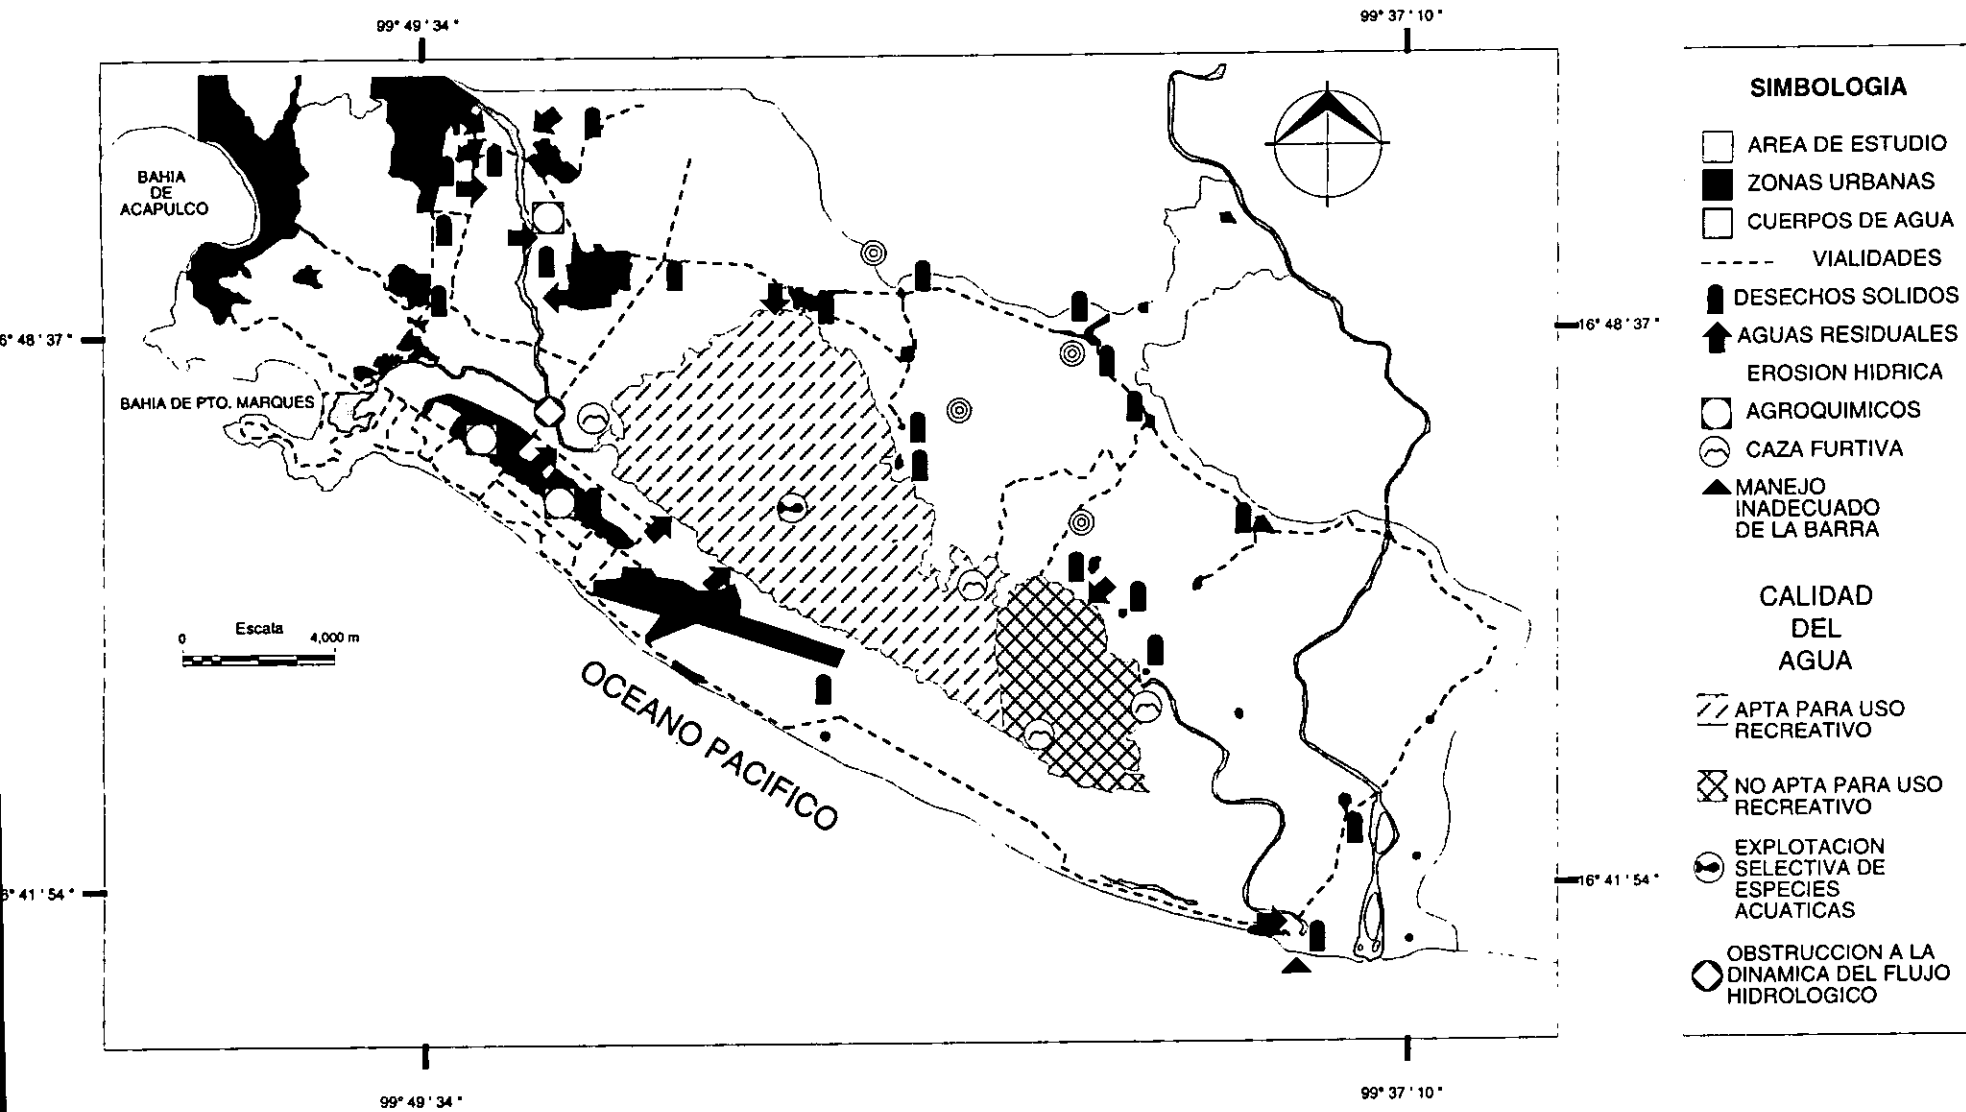 99° 49 ' 34 "
99° 37 ' 10 "
BAHIA
DE
ACAPULCO
6° 48 ' 37 "
16° 48 ' 37 "
BAHIA DE PTO. MARQUES
Escala
0 4,000 m
OCEANO PACIFICO
6° 41 ' 54 "
16° 41 ' 54 "
99° 49 ' 34 "
99° 37 ' 10 "
SIMBOLOGIA
AREA DE ESTUDIO
ZONAS URBANAS
CUERPOS DE AGUA
VIALIDADES
DESECHOS SOLIDOS
AGUAS RESIDUALES
EROSION HIDRICA
AGROQUIMICOS
CAZA FURTIVA
MANEJO
INADECUADO
DE LA BARRA
CALIDAD
DEL
AGUA
APTA PARA USO
RECREATIVO
NO APTA PARA USO
RECREATIVO
EXPLOTACION
SELECTIVA DE
ESPECIES
ACUATICAS
OBSTRUCCION A LA
DINAMICA DEL FLUJO
HIDROLOGICO